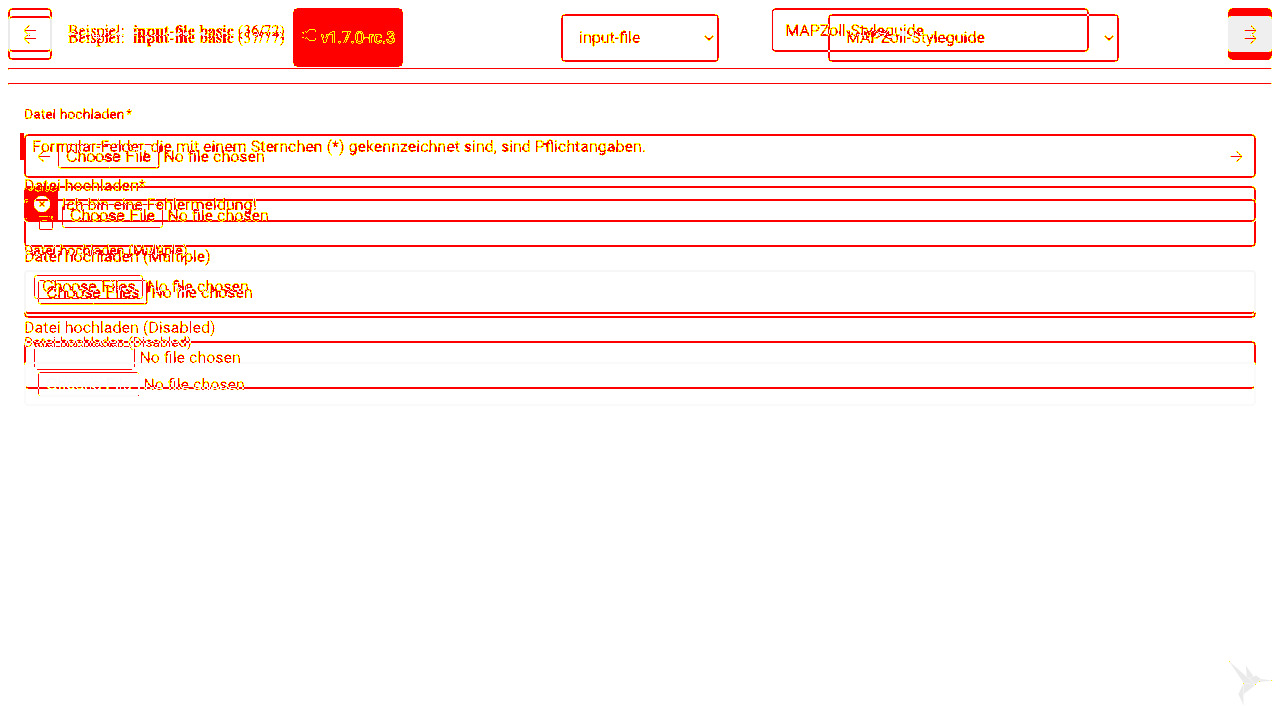 Beispiel: input-file basic (36/72)
Beispiel: input-file basic (37/77)
v1.7.0-rc.3
input-file
MAPZoll-Styleguide
MAPZoll-Styleguide
Datei hochladen*
Formular-Felder, die mit einem Sternchen (*) gekennzeichnet sind, sind Pflichtangaben.
Choose File No file chosen
Datei hochladen*
Ich bin eine Fehlermeldung!
Choose File No file chosen
Datei hochladen (Multiple)
Datei hochladen (Multiple)
Choose Files No file chosen
Choose Files No file chosen
Datei hochladen (Disabled)
Datei hochladen (Disabled)
No file chosen
No file chosen